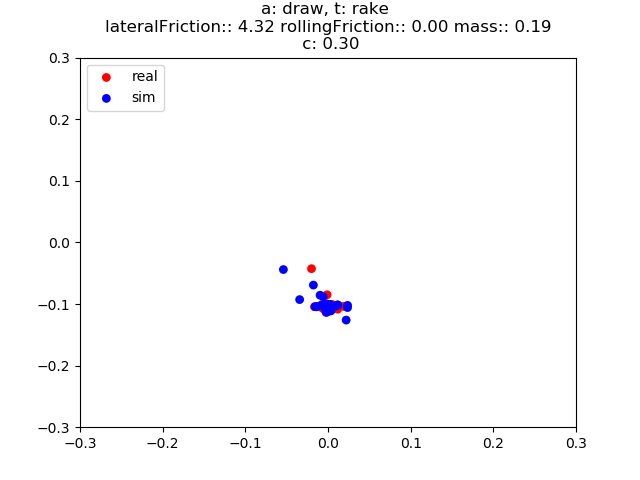 a: draw, t: rake
lateralFriction:: 4.32 rollingFriction:: 0.00 mass:: 0.19
c: 0.30
real
sim
0.3
0.2
0.1
0.0
−0.1
−0.2
−0.3
−0.3
−0.2
−0.1
0.0
0.1
0.2
0.3